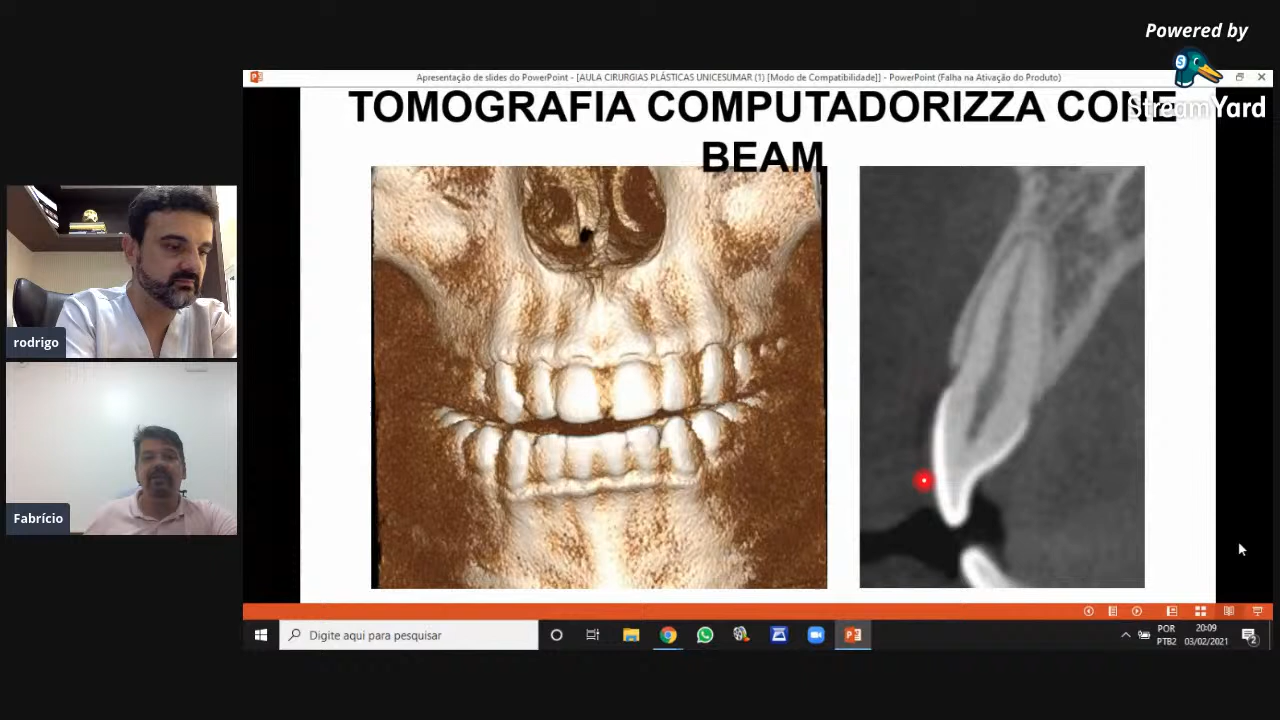 Powered by
StreamYard
Apresentação de slides do PowerPoint - [AULA CIRURGIAS PLÁSTICAS UNICESUMAR (1) [Modo de Compatibilidade]] - PowerPoint (Falha na Ativação do Produto)
TOMOGRAFIA COMPUTADORIZZA CONE
BEAM
rodrigo
Fabrício
Digite aqui para pesquisar
POR
PTB2
20:09
03/02/2021
2